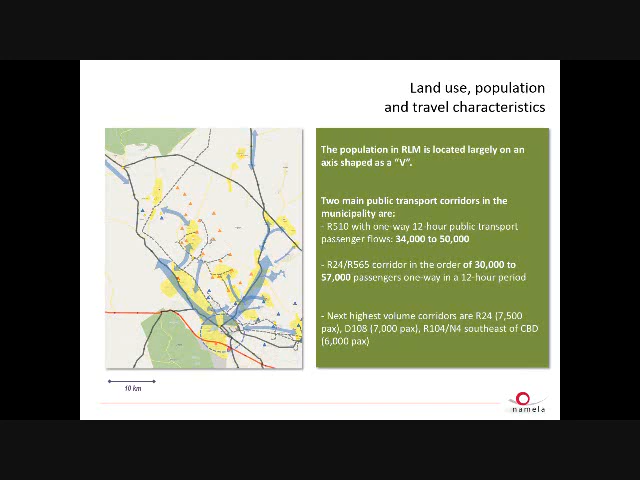 Land use, population
and travel characteristics
The population in RLM is located largely on an
axis shaped as a “V”.
Two main public transport corridors in the
municipality are:
- R510 with one-way 12-hour public transport
passenger flows: 34,000 to 50,000
- R24/R565 corridor in the order of 30,000 to
57,000 passengers one-way in a 12-hour period
- Next highest volume corridors are R24 (7,500
pax), D108 (7,000 pax), R104/N4 southeast of CBD
(6,000 pax)
10 km
namela